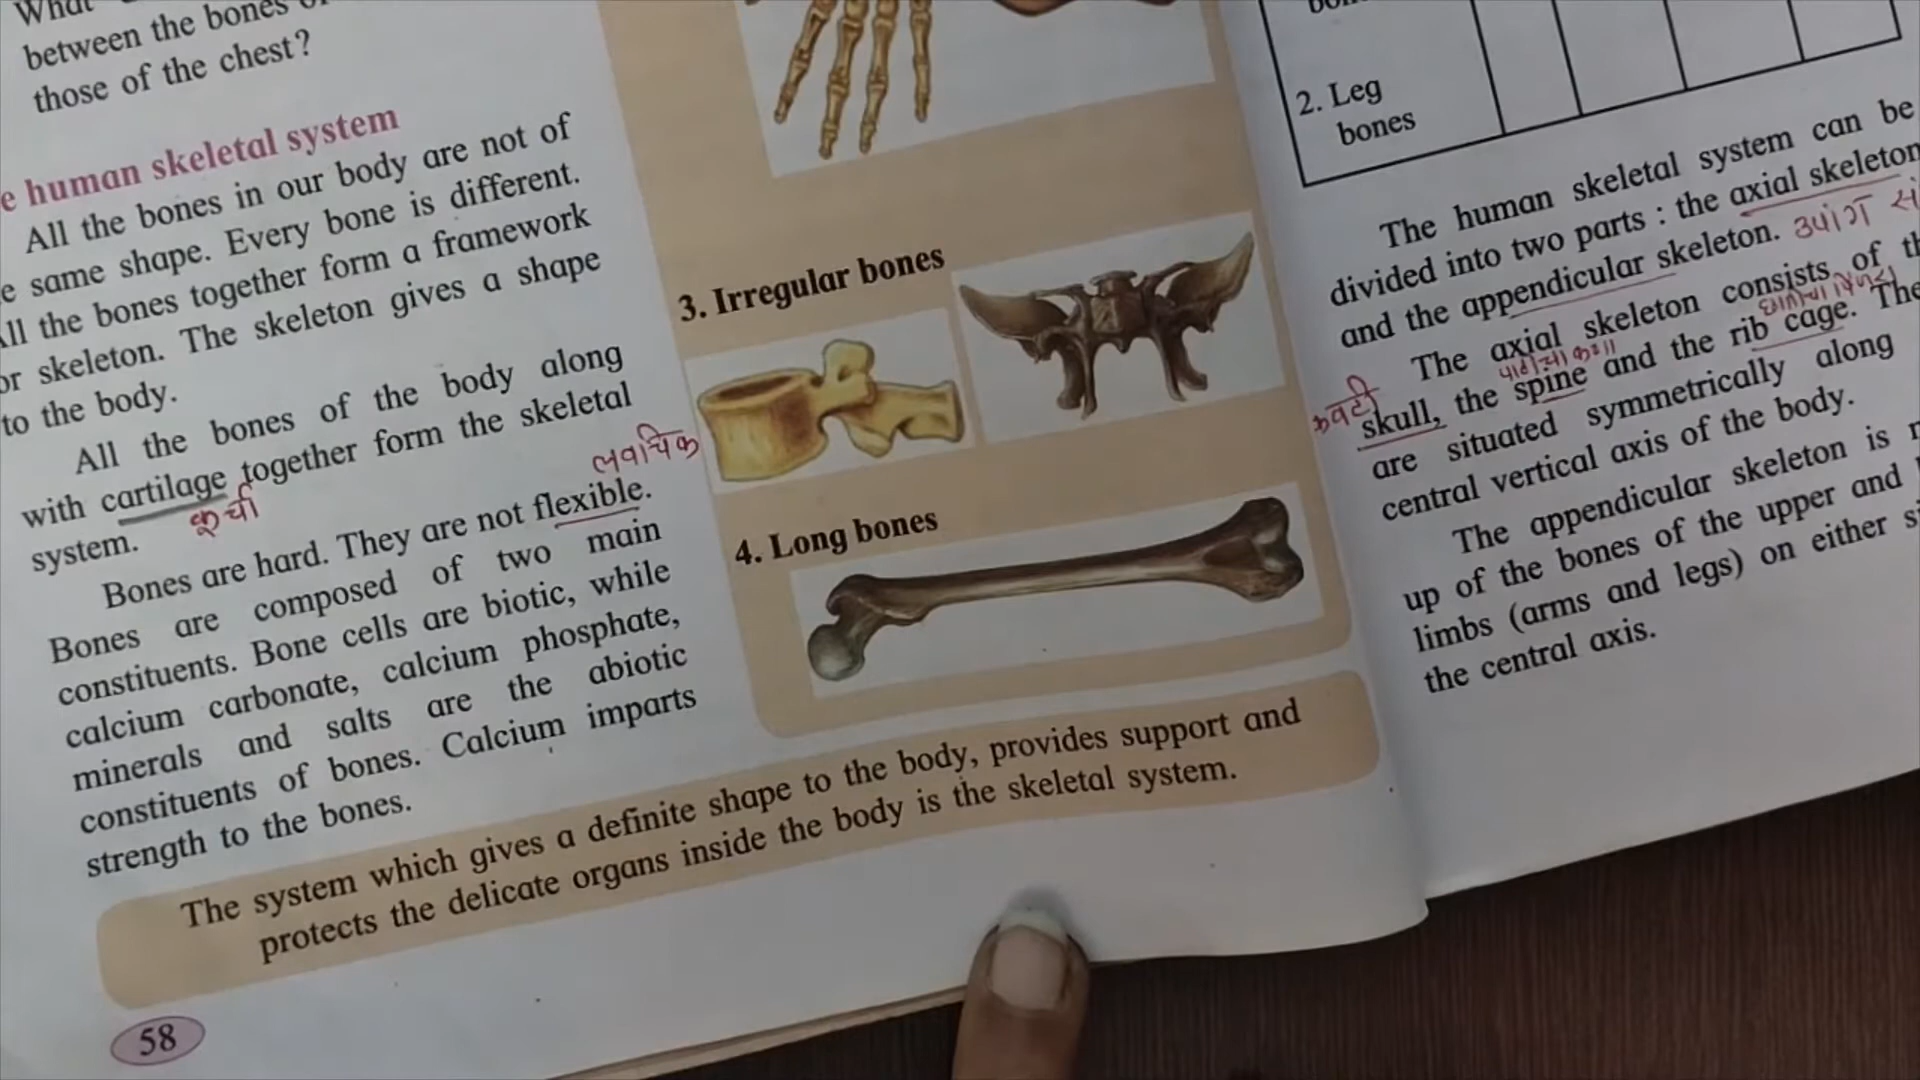 between the bones
those of the chest?
human skeletal system
All the bones in our body are not of
same shape. Every bone is different.
the bones together form a framework
or skeleton. The skeleton gives a shape
to the body.
All the bones of the body along
with cartilage together form the skeletal
कुर्चा
system.
लवचिक
Bones are hard. They are not flexible.
Bones are composed of two main
constituents. Bone cells are biotic, while
calcium carbonate, calcium phosphate,
minerals and salts are the abiotic
constituents of bones. Calcium imparts
strength to the bones.
3. Irregular bones
4. Long bones
The system which gives a definite shape to the body, provides support and
protects the delicate organs inside the body is the skeletal system.
58
2. Leg
bones
The human skeletal system can be
divided into two parts : the axial skeleton
and the appendicular skeleton. उपांग
The axial skeleton consists of
कवटी
skull, the spine and the rib cage.
are situated symmetrically along
central vertical axis of the body.
The appendicular skeleton is
up of the bones of the upper and
limbs (arms and legs) on either
the central axis.